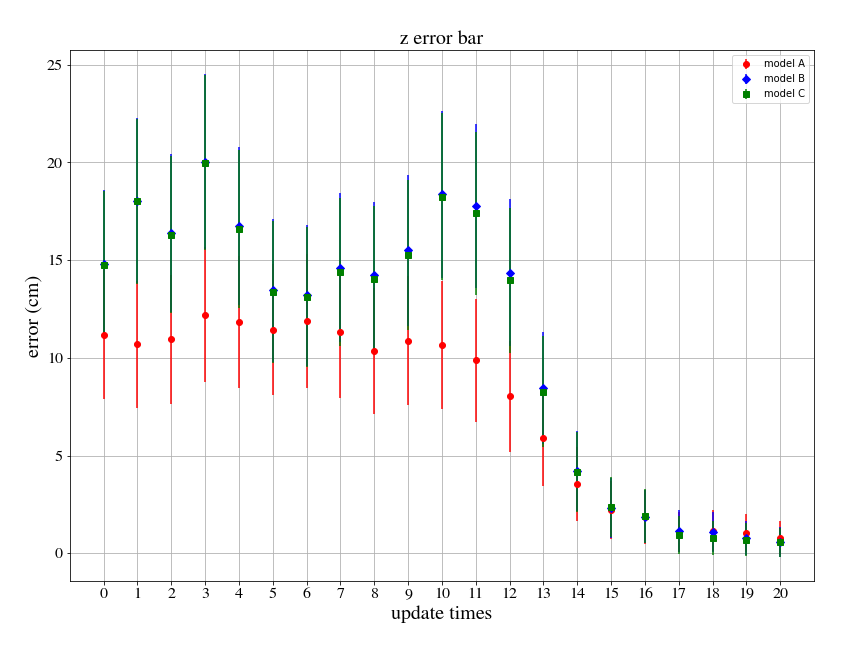 z error bar
model A
model B
model C
error (cm)
25
20
15
10
5
0
0 1 2 3 4 5 6 7 8 9 10 11 12 13 14 15 16 17 18 19 20
update times